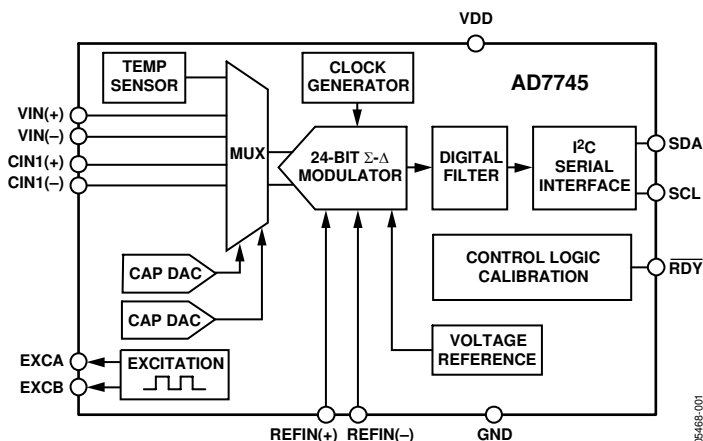 VDD
TEMP
SENSOR
CLOCK
GENERATOR
AD7745
VIN(+)
VIN(–)
CIN1(+)
CIN1(–)
MUX
24-BIT Σ-Δ
MODULATOR
DIGITAL
FILTER
I²C
SERIAL
INTERFACE
SDA
SCL
CAP DAC
CAP DAC
CONTROL LOGIC
CALIBRATION
RDY
EXCA
EXCB
EXCITATION
VOLTAGE
REFERENCE
REFIN(+)
REFIN(–)
GND
05468-001